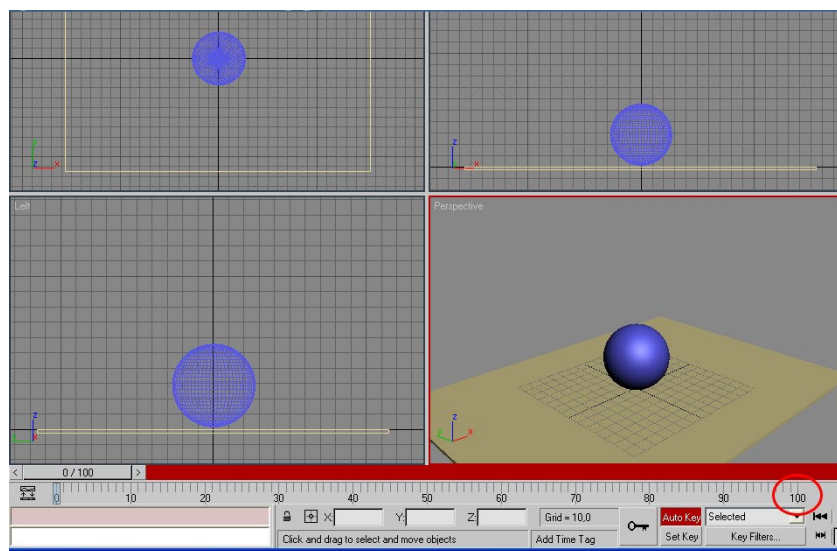 z x
z x
Left
Perspective
z
x
z
y x
< 0 / 100 >
0 10 20 30 40 50 60 70 80 90 100
X: Y: Z: Grid = 10,0 Auto Key Selected
Click and drag to select and move objects Add Time Tag Set Key Key Filters...